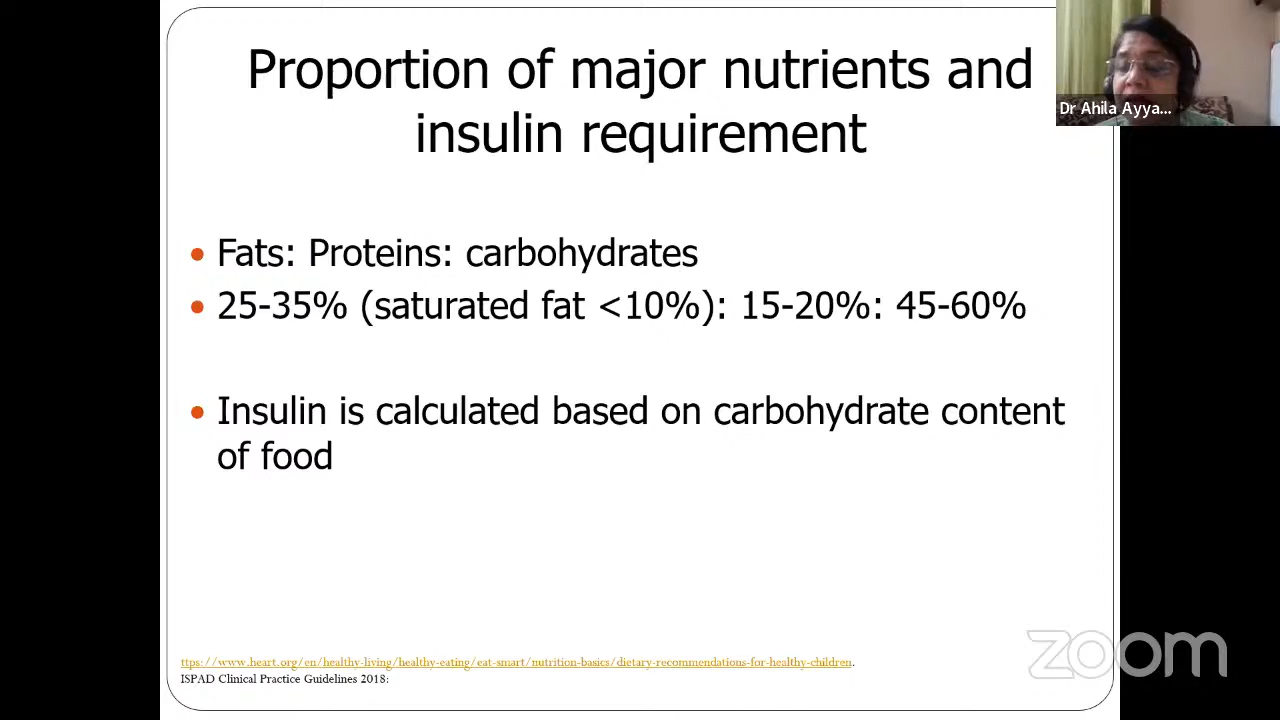 Proportion of major nutrients and
insulin requirement
Dr Ahila Ayya...
• Fats: Proteins: carbohydrates
• 25-35% (saturated fat <10%): 15-20%: 45-60%
• Insulin is calculated based on carbohydrate content
of food
ttps://www.heart.org/en/healthy-living/healthy-eating/eat-smart/nutrition-basics/dietary-recommendations-for-healthy-children.
ISPAD Clinical Practice Guidelines 2018:
zoom